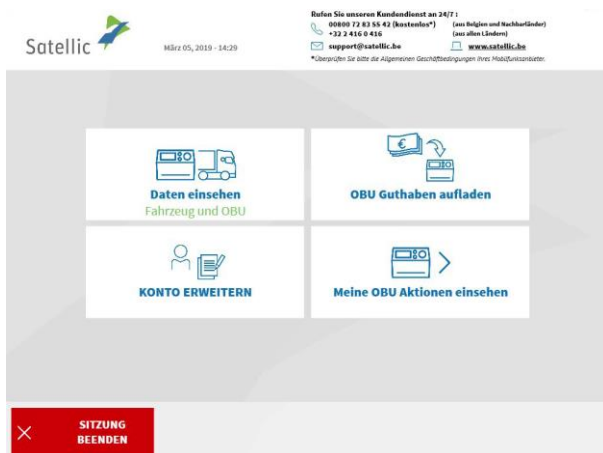 Satellic
März 05, 2019 - 14:29
Rufen Sie unseren Kundendienst an 24/7 :
00800 72 83 55 42 (kostenlos*) (aus Belgien und Nachbarländer)
+32 2 416 0 416 (aus allen Ländern)
support@satellic.be www.satellic.be
*Überprüfen Sie bitte die Allgemeinen Geschäftbedingungen Ihres Mobilfunkanbieter.
Daten einsehen
Fahrzeug und OBU
€
OBU Guthaben aufladen
KONTO ERWEITERN
Meine OBU Aktionen einsehen
SITZUNG
BEENDEN